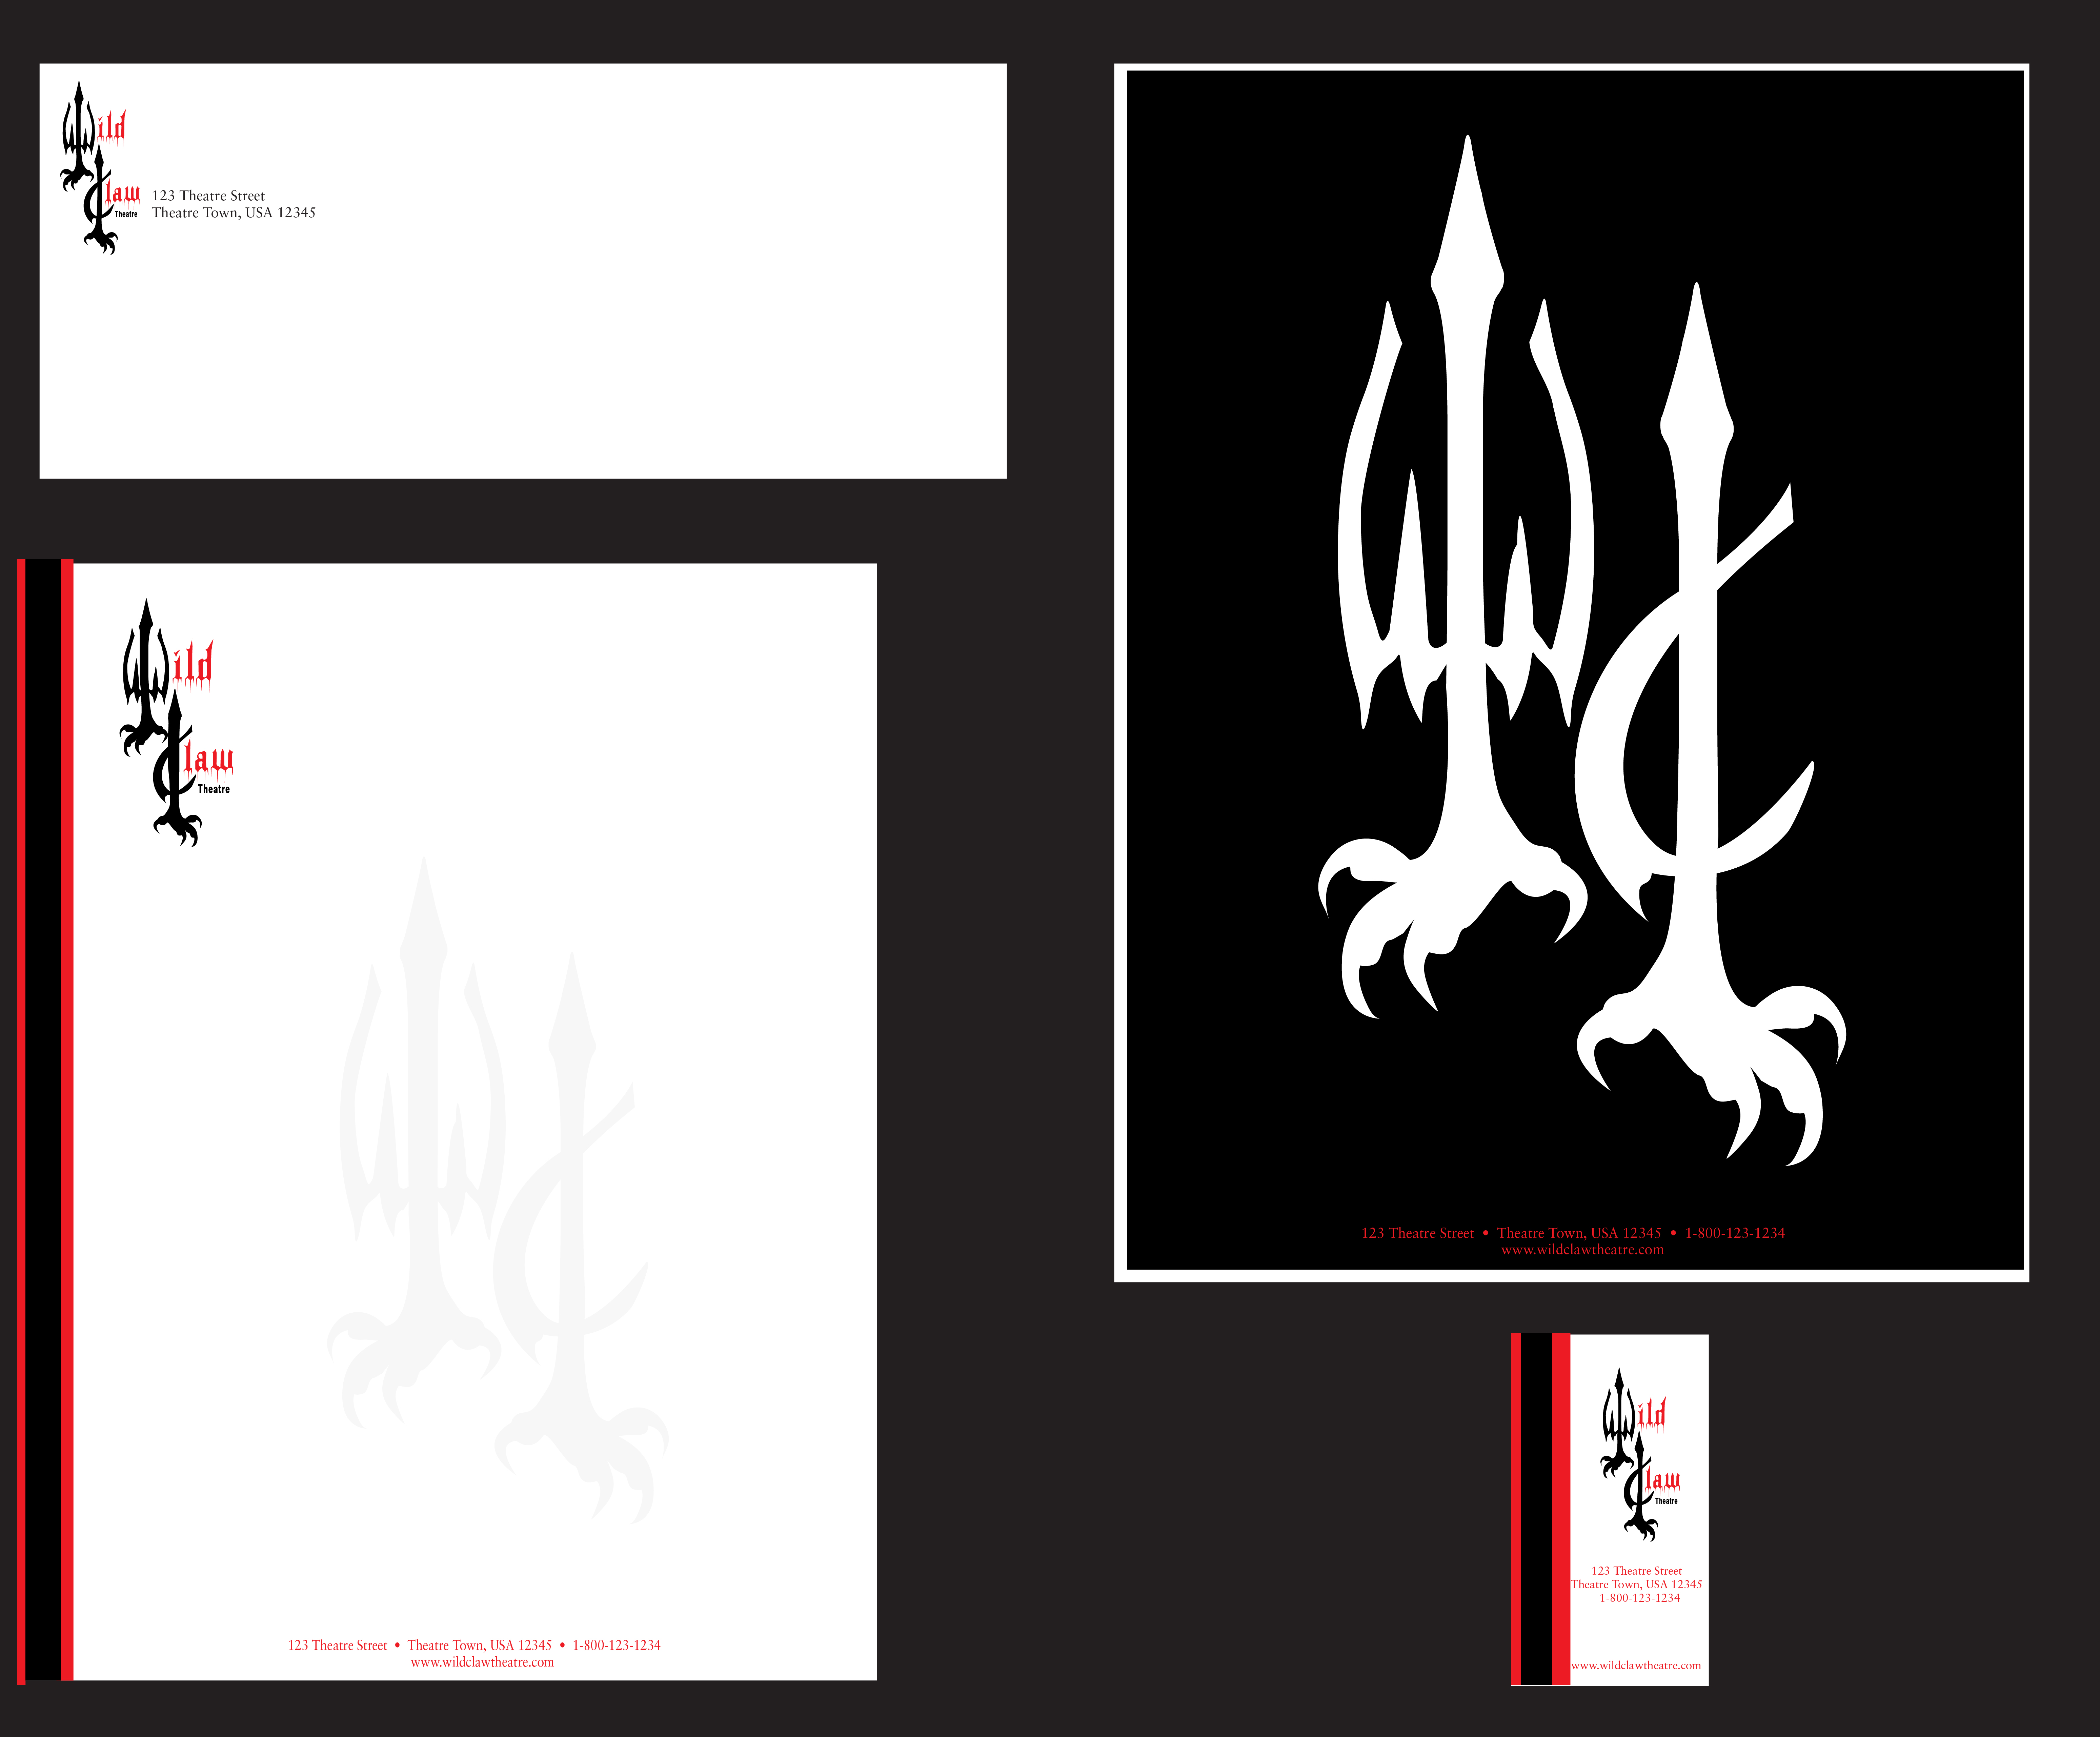 Wild
Claw
Theatre
123 Theatre Street
Theatre Town, USA 12345
Wild
Claw
Theatre
123 Theatre Street • Theatre Town, USA 12345 • 1-800-123-1234
www.wildclawtheatre.com
WC
123 Theatre Street • Theatre Town, USA 12345 • 1-800-123-1234
www.wildclawtheatre.com
Wild
Claw
Theatre
123 Theatre Street
Theatre Town, USA 12345
1-800-123-1234
www.wildclawtheatre.com